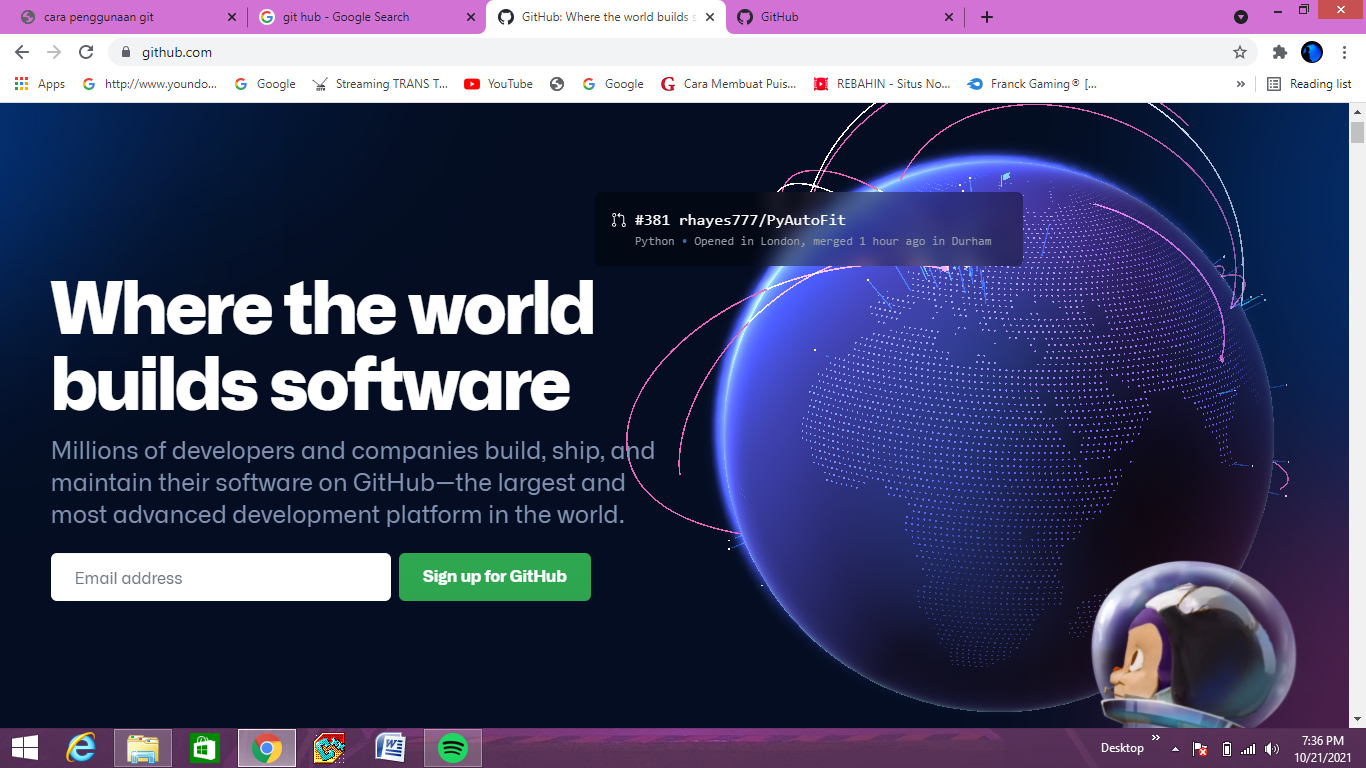 cara penggunaan git
git hub - Google Search
GitHub: Where the world builds s
GitHub
github.com
Apps
http://www.youndo...
Google
Streaming TRANS T...
YouTube
Google
Cara Membuat Puis...
REBAHIN - Situs No...
Franck Gaming® [...
»
Reading list
#381 rhayes777/PyAutoFit
Python • Opened in London, merged 1 hour ago in Durham
Where the world
builds software
Millions of developers and companies build, ship, and
maintain their software on GitHub—the largest and
most advanced development platform in the world.
Email address
Sign up for GitHub
Desktop
»
7:36 PM
10/21/2021